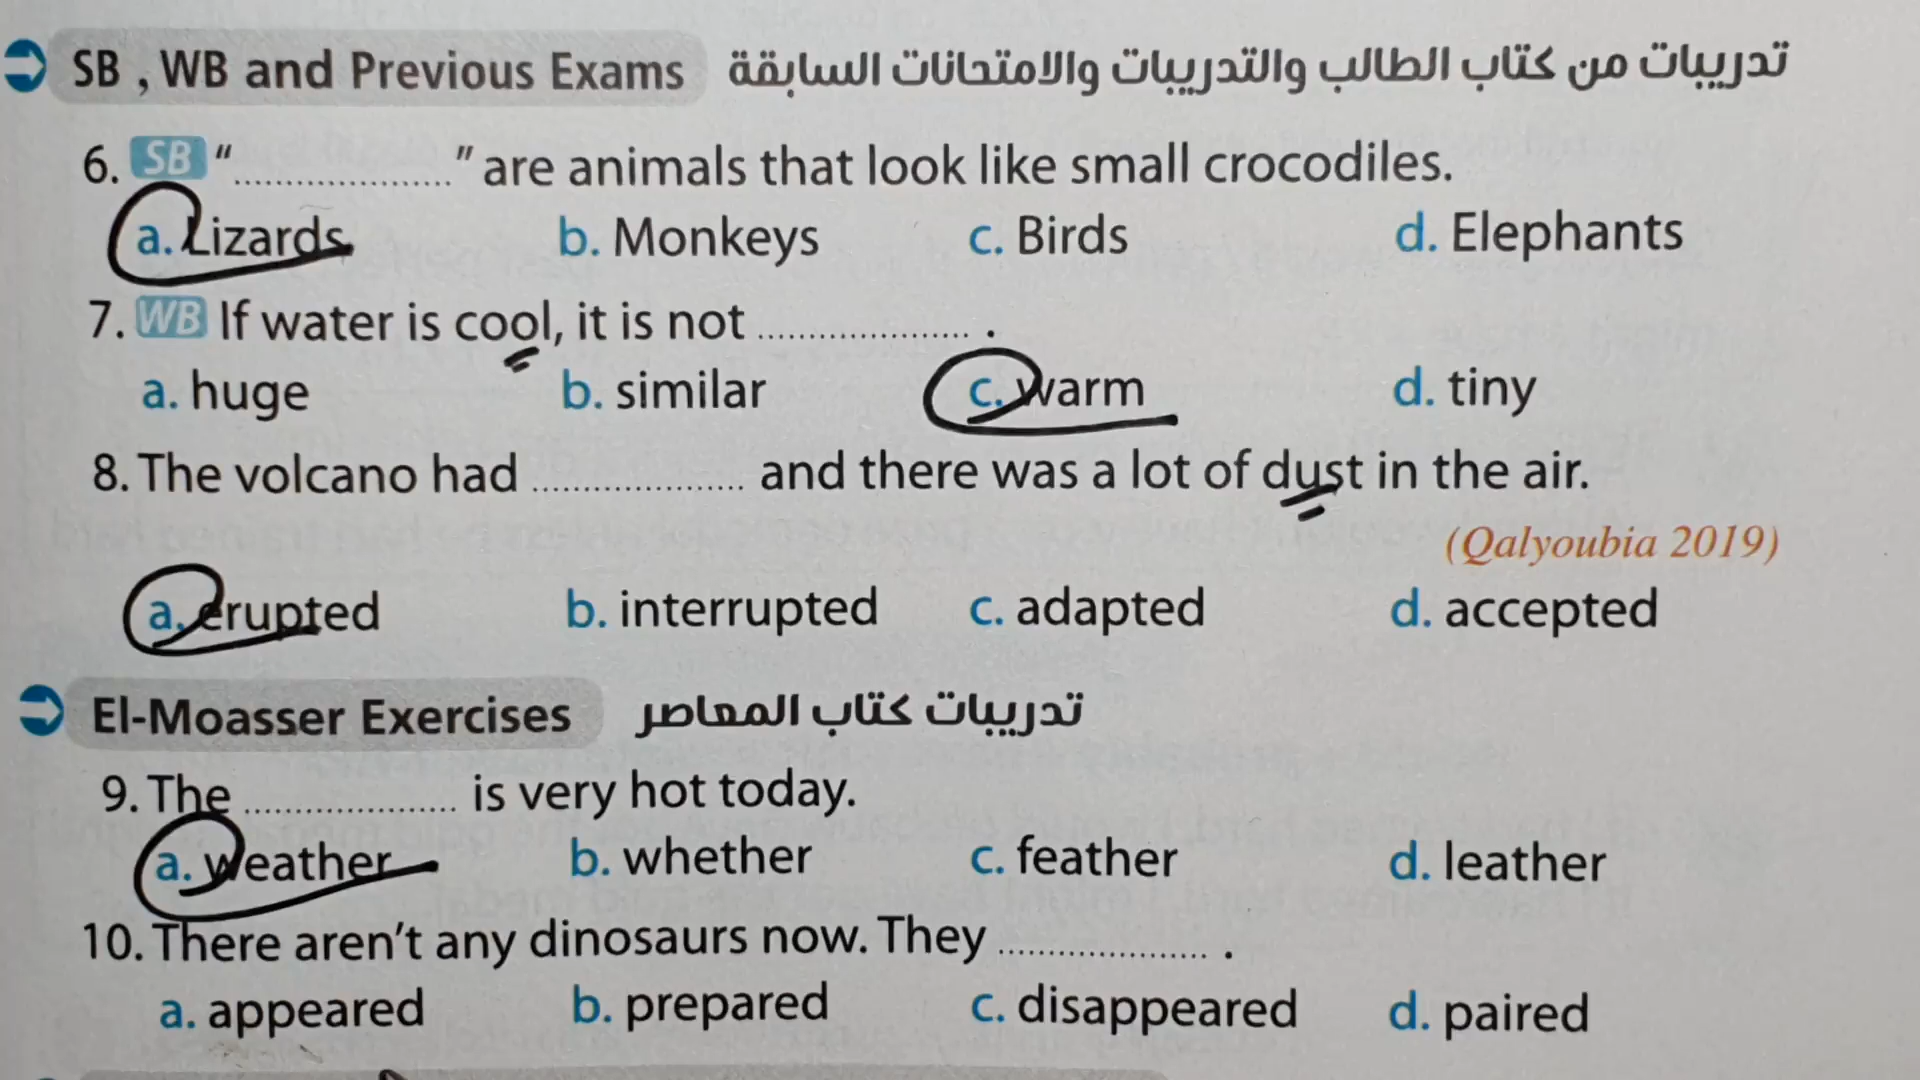 SB , WB and Previous Exams تدريبات من كتاب الطالب والتدريبات والامتحانات السابقة
6. SB “....................” are animals that look like small crocodiles.
a. Lizards b. Monkeys c. Birds d. Elephants
7. WB If water is cool, it is not .................... .
a. huge b. similar c. warm d. tiny
8. The volcano had .................... and there was a lot of dust in the air.
(Qalyoubia 2019)
a. erupted b. interrupted c. adapted d. accepted
El-Moasser Exercises تدريبات كتاب المعاصر
9. The .................... is very hot today.
a. weather b. whether c. feather d. leather
10. There aren't any dinosaurs now. They .................... .
a. appeared b. prepared c. disappeared d. paired